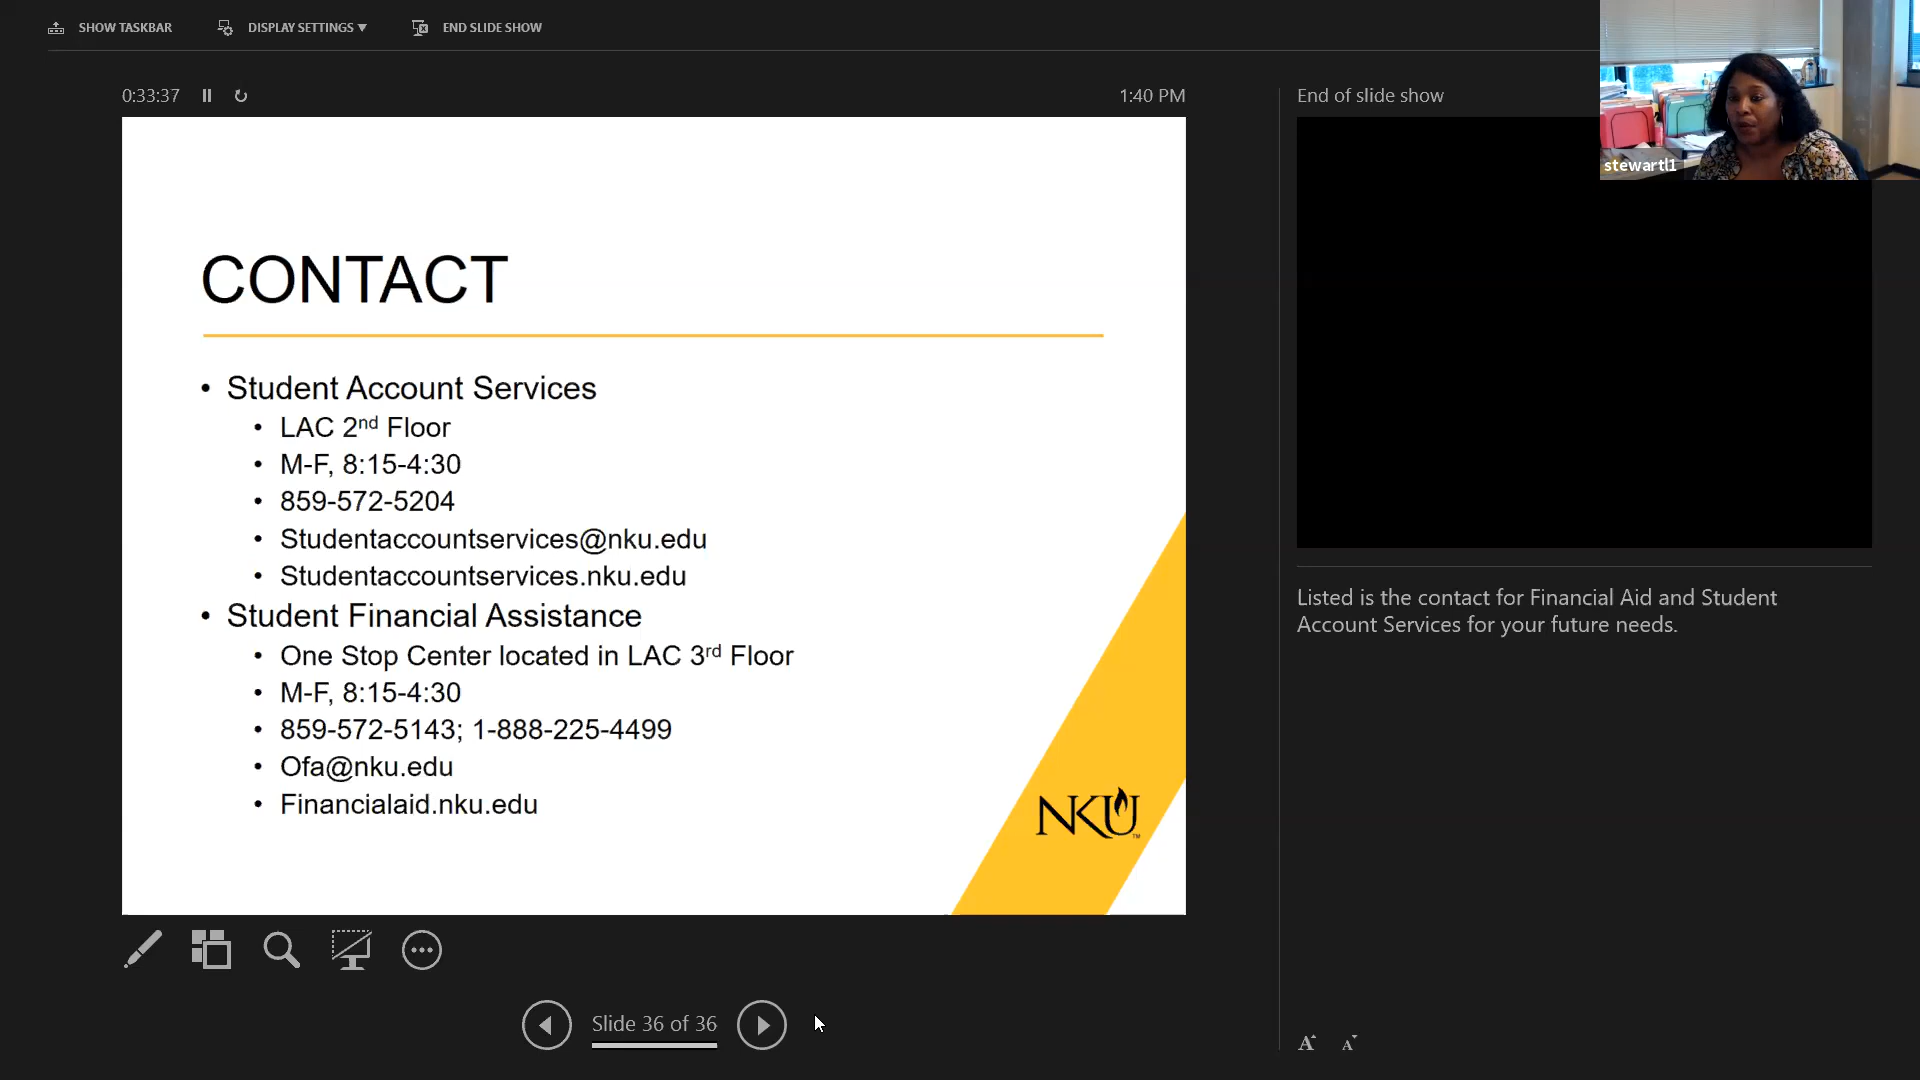 SHOW TASKBAR
DISPLAY SETTINGS
END SLIDE SHOW
0:33:37
1:40 PM
End of slide show
stewartl1
CONTACT
• Student Account Services
• LAC 2nd Floor
• M-F, 8:15-4:30
• 859-572-5204
• Studentaccountservices@nku.edu
• Studentaccountservices.nku.edu
• Student Financial Assistance
• One Stop Center located in LAC 3rd Floor
• M-F, 8:15-4:30
• 859-572-5143; 1-888-225-4499
• Ofa@nku.edu
• Financialaid.nku.edu
NKU
TM
Listed is the contact for Financial Aid and Student
Account Services for your future needs.
Slide 36 of 36
A
A